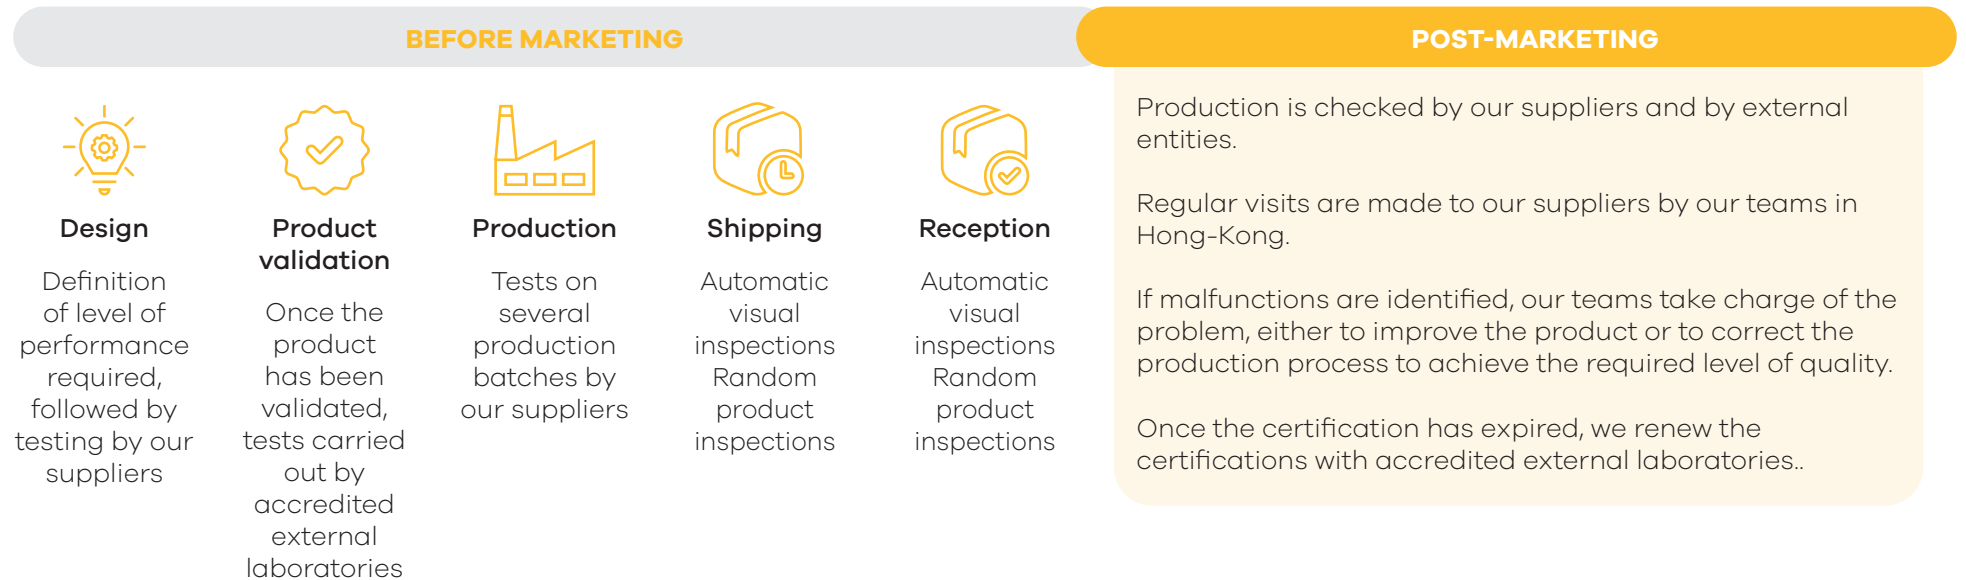 BEFORE MARKETING
Design
Definition
of level of
performance
required,
followed by
testing by our
suppliers
Product
validation
Once the
product
has been
validated,
tests carried
out by
accredited
external
laboratories
Production
Tests on
several
production
batches by
our suppliers
Shipping
Automatic
visual
inspections
Random
product
inspections
Reception
Automatic
visual
inspections
Random
product
inspections
POST-MARKETING
Production is checked by our suppliers and by external
entities.
Regular visits are made to our suppliers by our teams in
Hong-Kong.
If malfunctions are identified, our teams take charge of the
problem, either to improve the product or to correct the
production process to achieve the required level of quality.
Once the certification has expired, we renew the
certifications with accredited external laboratories..